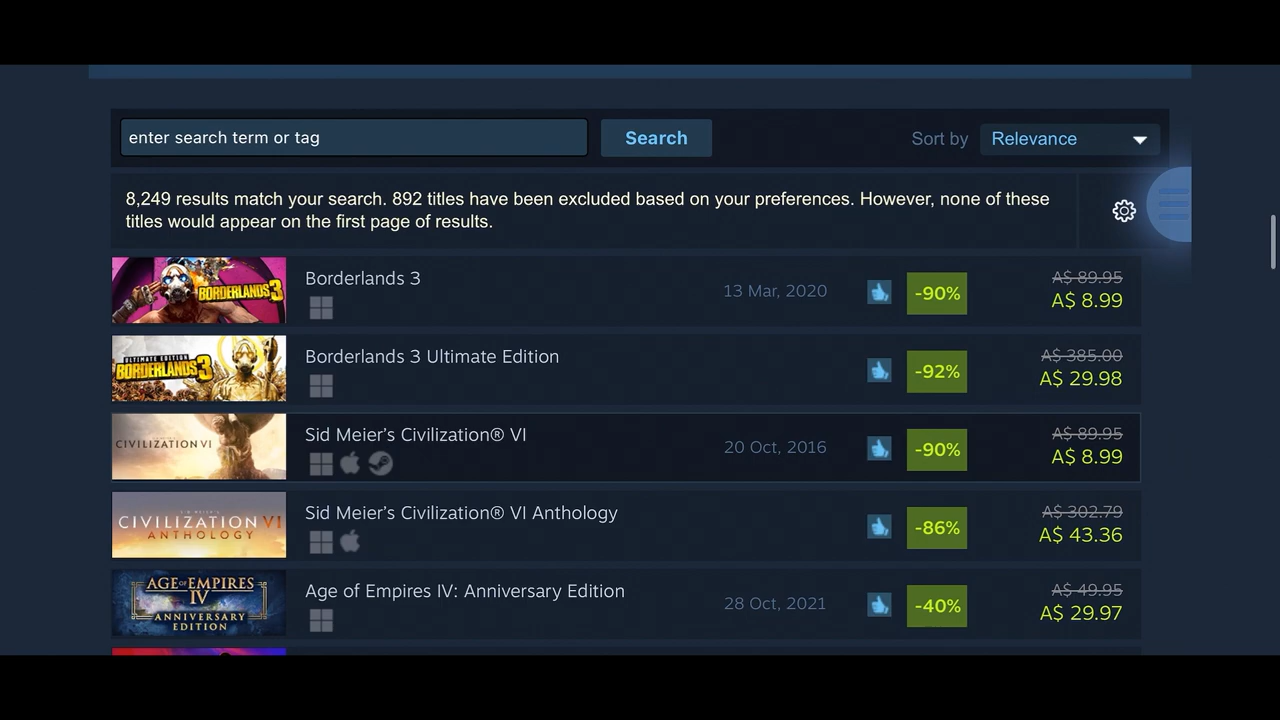 enter search term or tag
Search
Sort by
Relevance
8,249 results match your search. 892 titles have been excluded based on your preferences. However, none of these
titles would appear on the first page of results.
BORDERLANDS 3
Borderlands 3
13 Mar, 2020
-90%
A$ 89.95
A$ 8.99
ULTIMATE EDITION
BORDERLANDS 3
Borderlands 3 Ultimate Edition
-92%
A$ 385.00
A$ 29.98
CIVILIZATION VI
Sid Meier’s Civilization® VI
20 Oct, 2016
-90%
A$ 89.95
A$ 8.99
SID MEIER'S
CIVILIZATION VI
ANTHOLOGY
Sid Meier’s Civilization® VI Anthology
-86%
A$ 302.79
A$ 43.36
AGE OF EMPIRES
IV
ANNIVERSARY
EDITION
Age of Empires IV: Anniversary Edition
28 Oct, 2021
-40%
A$ 49.95
A$ 29.97